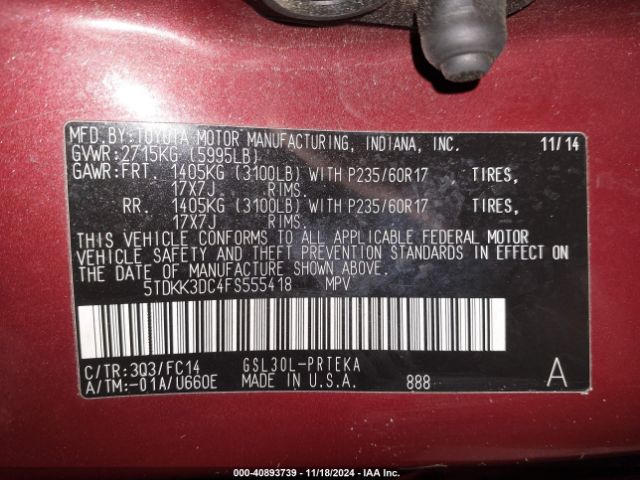 MFD.BY:TOYOTA MOTOR MANUFACTURING, INDIANA, INC. 11/14
GVWR:2715KG (5995LB)
GAWR:FRT. 1405KG (3100LB) WITH P235/60R17 TIRES,
17X7J RIMS.
RR. 1405KG (3100LB) WITH P235/60R17 TIRES,
17X7J RIMS.
THIS VEHICLE CONFORMS TO ALL APPLICABLE FEDERAL MOTOR
VEHICLE SAFETY AND THEFT PREVENTION STANDARDS IN EFFECT ON
THE DATE OF MANUFACTURE SHOWN ABOVE.
5TDKK3DC4FS555418 MPV
C/TR:3Q3/FC14 GSL30L-PRTEKA
A/TM:-01A/U660E MADE IN U.S.A. 888 A
000-40893739 - 11/18/2024 - IAA Inc.